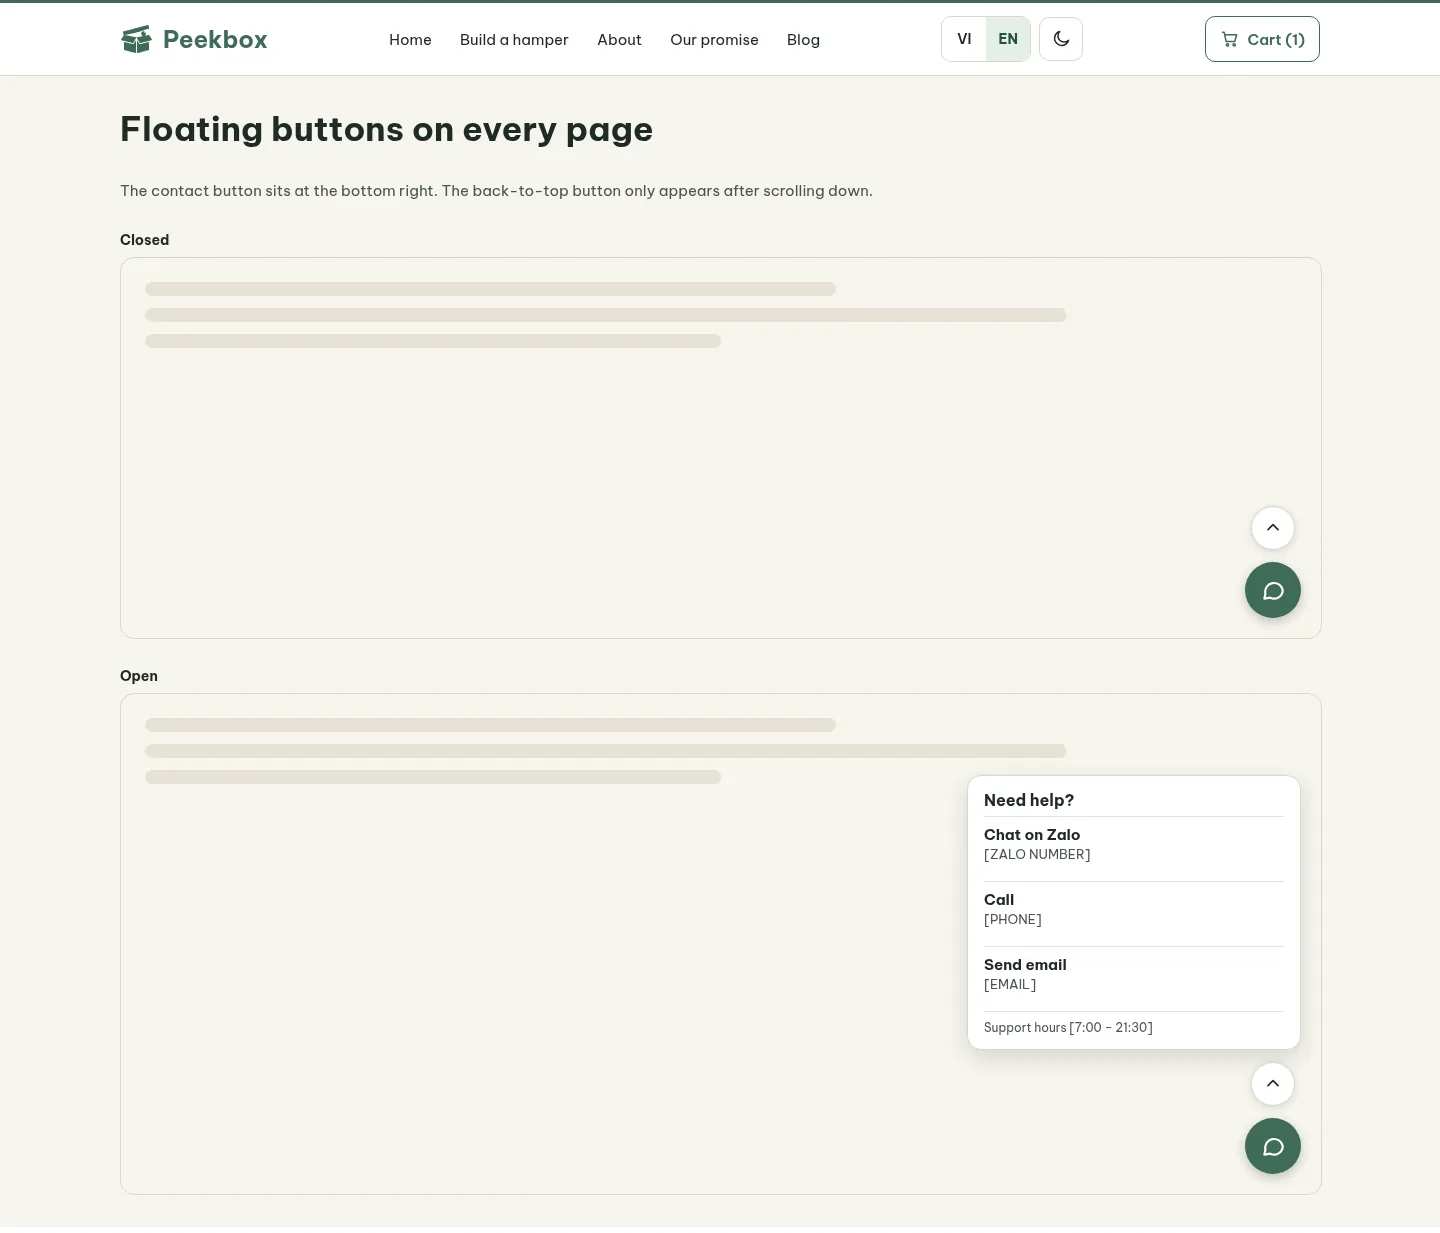 Peekbox
Home
Build a hamper
About
Our promise
Blog
VI
EN
Cart (1)
Floating buttons on every page
The contact button sits at the bottom right. The back-to-top button only appears after scrolling down.
Closed
Open
Need help?
Chat on Zalo
[ZALO NUMBER]
Call
[PHONE]
Send email
[EMAIL]
Support hours [7:00 – 21:30]